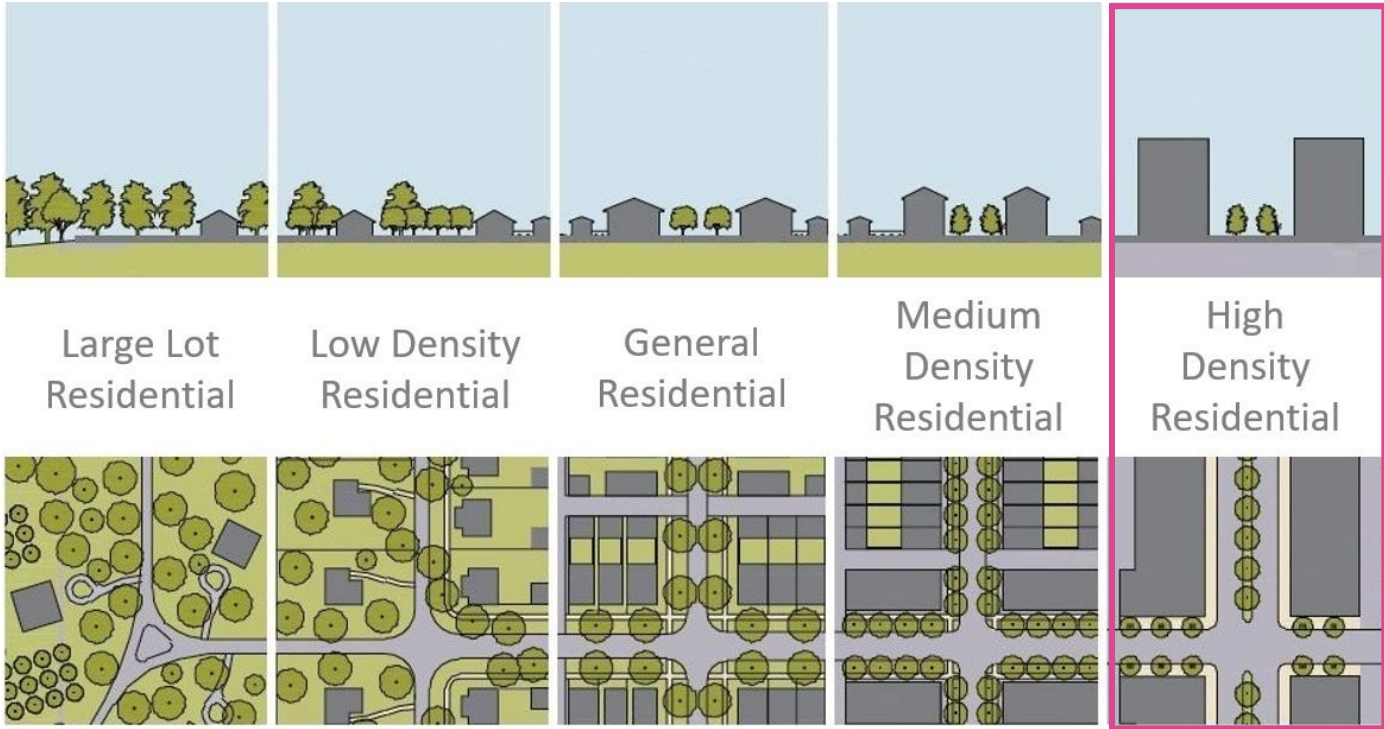 Large Lot
Residential
Low Density
Residential
General
Residential
Medium
Density
Residential
High
Density
Residential